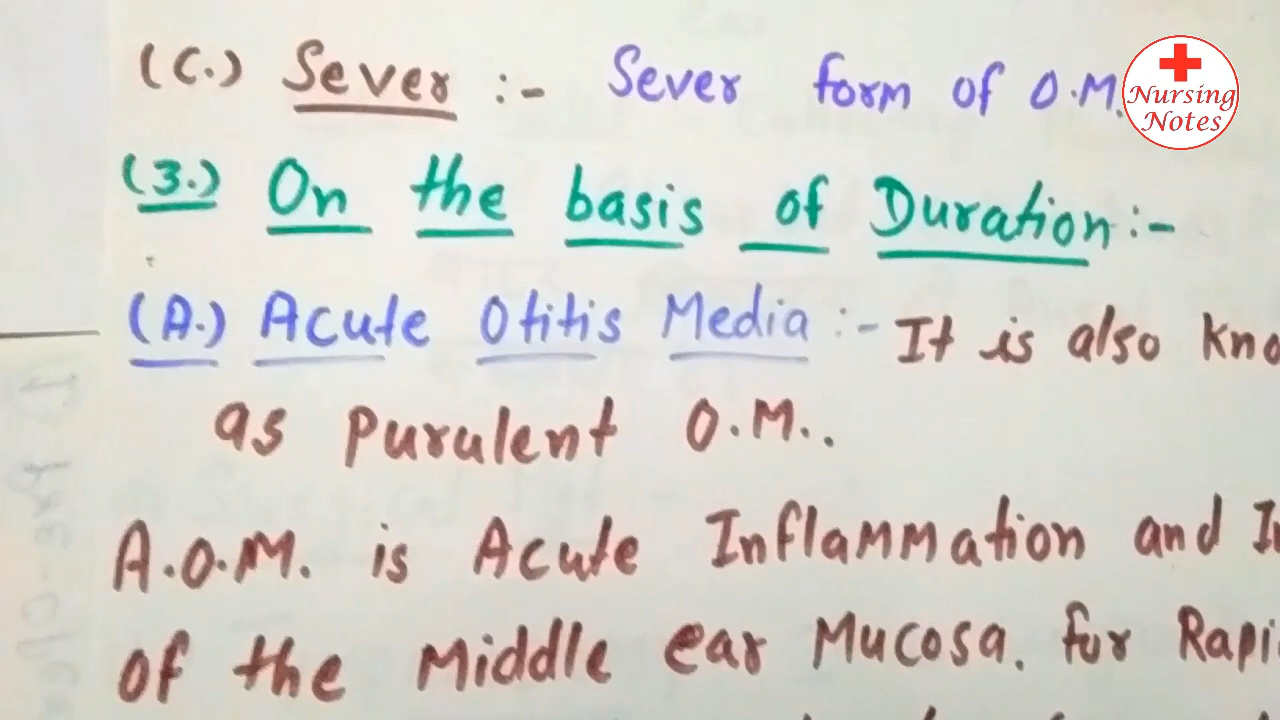 (C.) Sever :- Sever form of O.M.
Nursing
Notes
(3.) On the basis of Duration :-
(A.) Acute Otitis Media :- It is also kno
as Purulent O.M..
A.O.M. is Acute Inflammation and I
of the Middle ear Mucosa. for Rapi